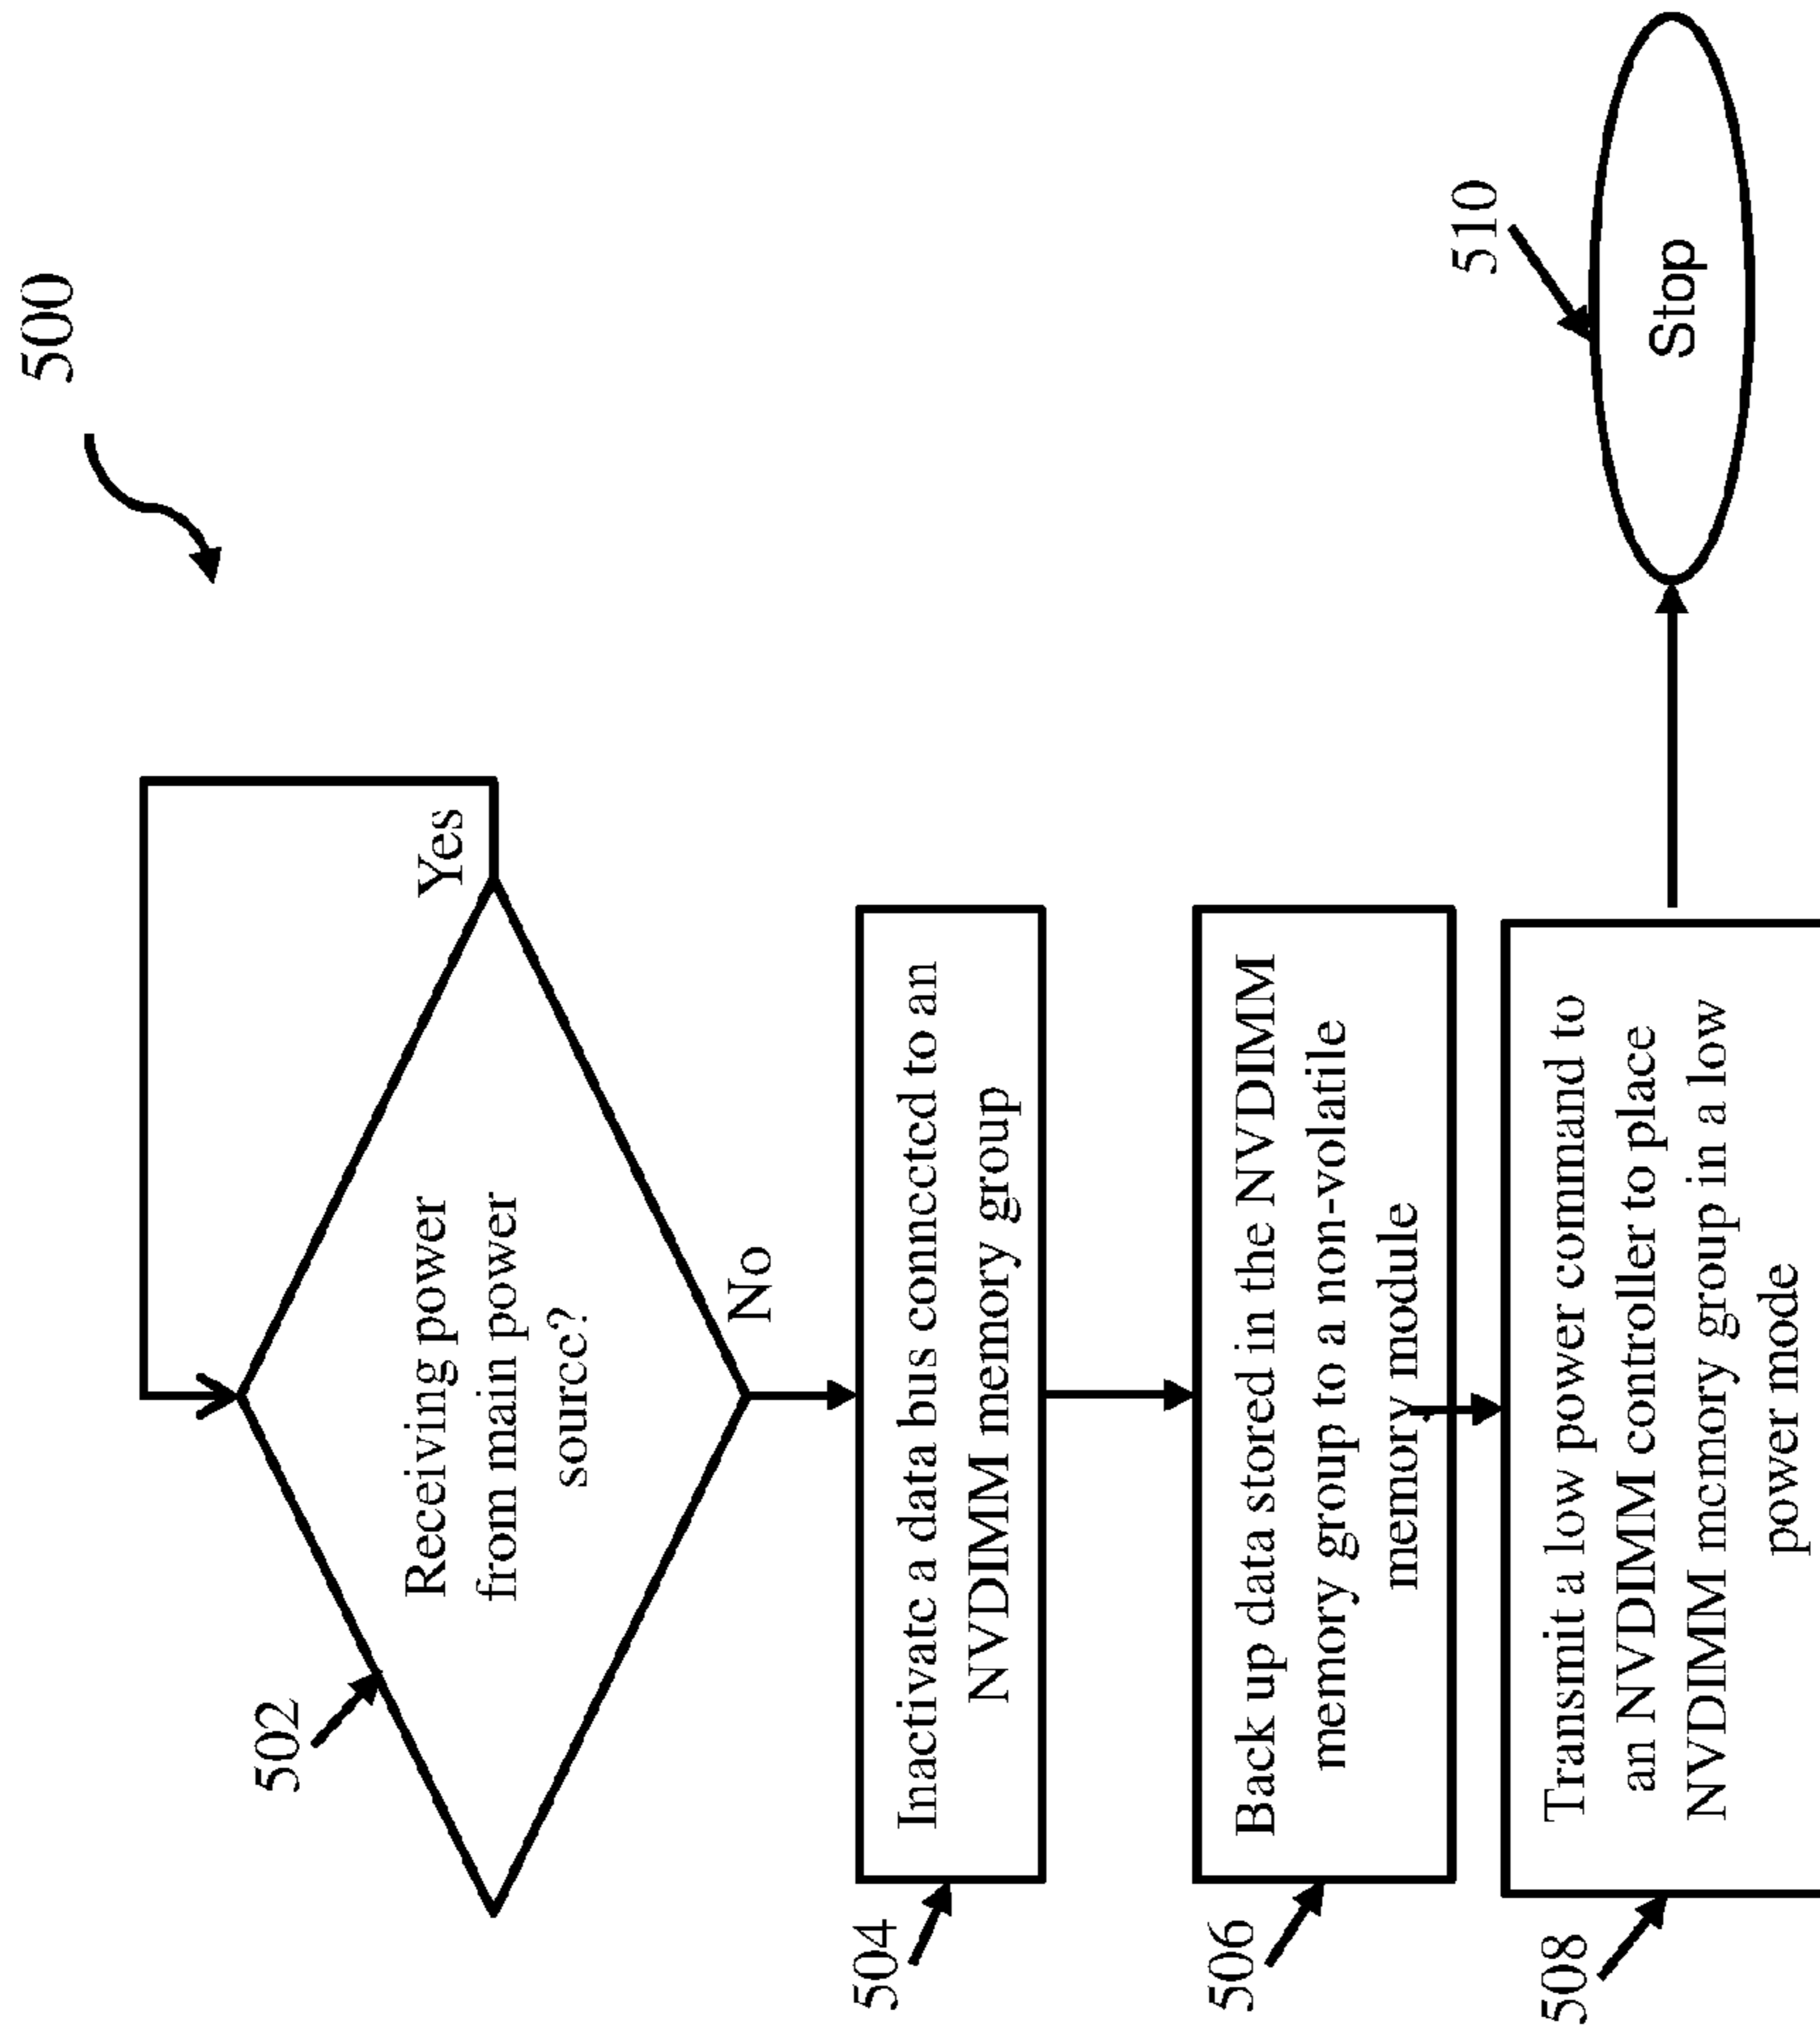 500
502
Receiving power
from main power
source?
Yes
No
504
Inactivate a data bus connected to an
NVDIMM memory group
506
Back up data stored in the NVDIMM
memory group to a non-volatile
memory module
508
Transmit a low power command to
an NVDIMM controller to place
NVDIMM memory group in a low
power mode
510
Stop